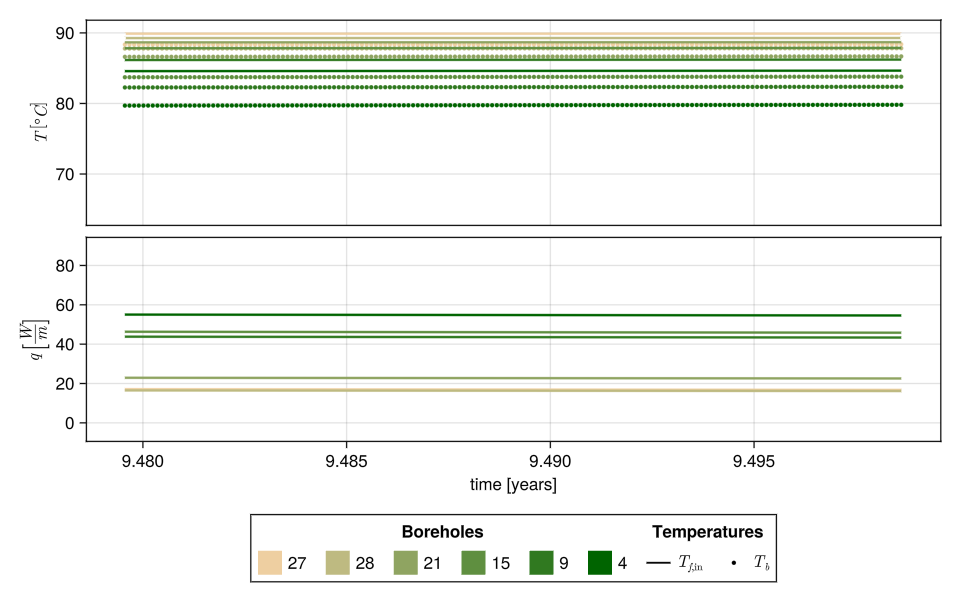 90
80
70
T [°C]
80
60
40
20
0
q [W/m]
9.480 9.485 9.490 9.495
time [years]
Boreholes Temperatures
27 28 21 15 9 4 T_f,in T_b